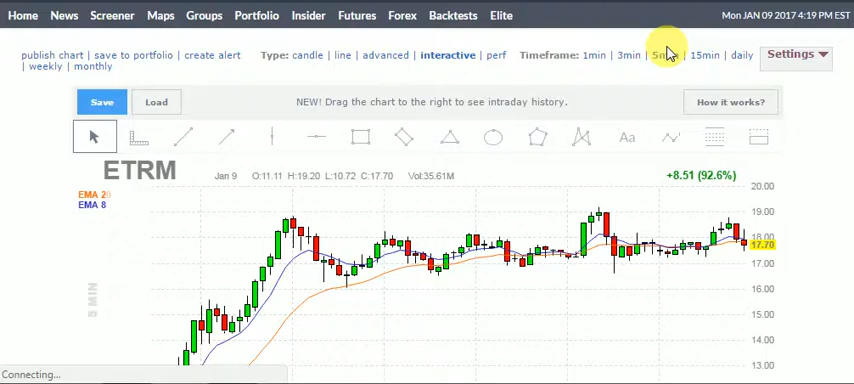 Home News Screener Maps Groups Portfolio Insider Futures Forex Backtests Elite Mon JAN 09 2017 4:19 PM EST
publish chart | save to portfolio | create alert Type: candle | line | advanced | interactive | perf Timeframe: 1min | 3min | 5min | 15min | daily Settings
| weekly | monthly
Save Load NEW! Drag the chart to the right to see intraday history. How it works?
Aa
ETRM Jan 9 O:11.11 H:19.20 L:10.72 C:17.70 Vol:35.61M +8.51 (92.6%)
20.00
EMA 20
EMA 8
19.00
18.00
17.70
17.00
16.00
5 MIN
15.00
14.00
13.00
Connecting...